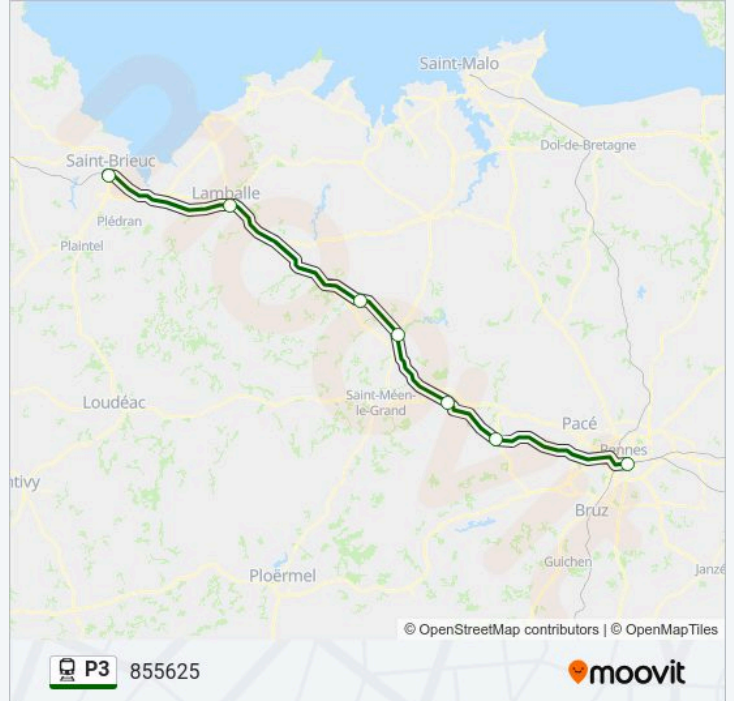 Saint-Malo
Dol-de-Bretagne
Saint-Brieuc
Lamballe
Plédran
Plaintel
Saint-Méen-
le-Grand
Loudéac
Pacé
Rennes
ntivy
Bruz
Guichen
Janzé
Ploërmel
© OpenStreetMap contributors | © OpenMapTiles
P3 855625
moovit